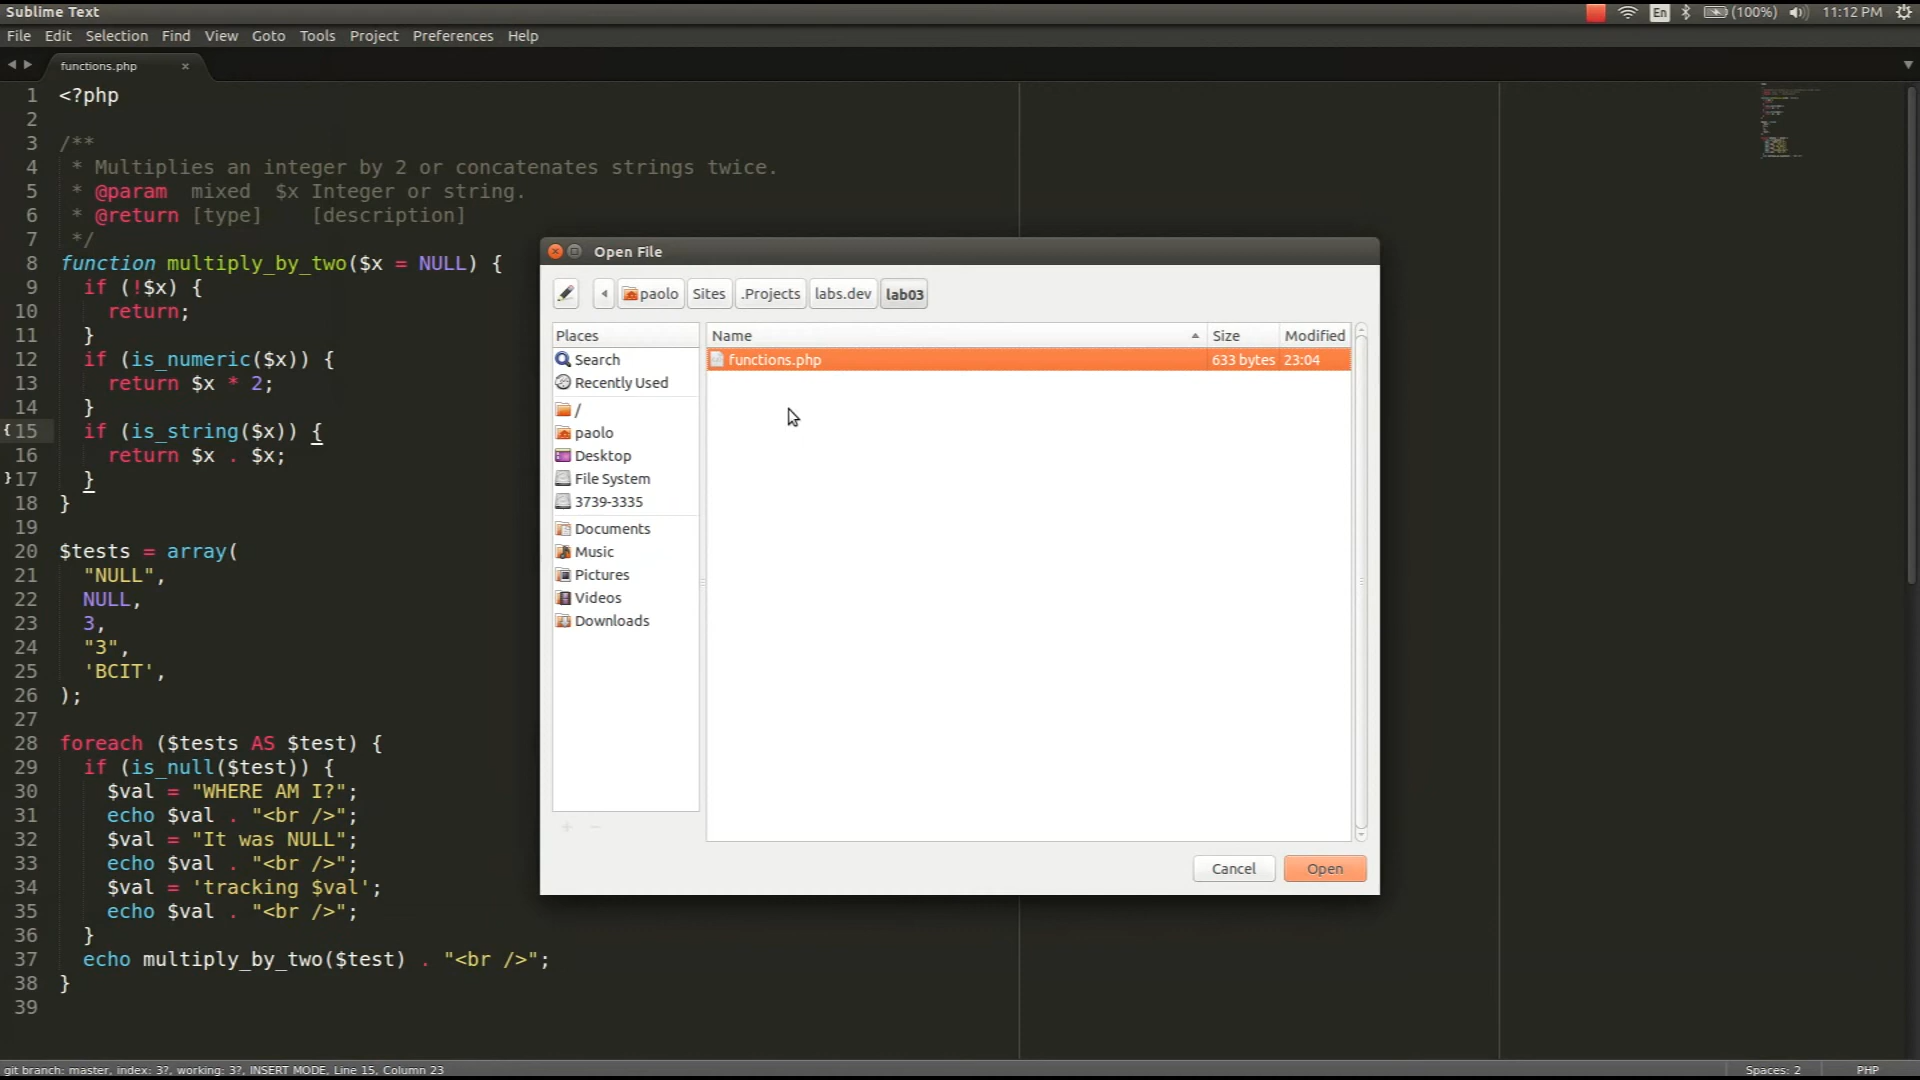 Sublime Text
En (100%) 11:12 PM
File Edit Selection Find View Goto Tools Project Preferences Help
functions.php
1 <?php
2
3 /**
4 * Multiplies an integer by 2 or concatenates strings twice.
5 * @param mixed $x Integer or string.
6 * @return [type] [description]
7 */
8 function multiply_by_two($x = NULL) {
9 if (!$x) {
10 return;
11 }
12 if (is_numeric($x)) {
13 return $x * 2;
14 }
{15 if (is_string($x)) {
16 return $x . $x;
}17 }
18 }
19
20 $tests = array(
21 "NULL",
22 NULL,
23 3,
24 "3",
25 'BCIT',
26 );
27
28 foreach ($tests AS $test) {
29 if (is_null($test)) {
30 $val = "WHERE AM I?";
31 echo $val . "<br />";
32 $val = "It was NULL";
33 echo $val . "<br />";
34 $val = 'tracking $val';
35 echo $val . "<br />";
36 }
37 echo multiply_by_two($test) . "<br />";
38 }
39
Open File
paolo Sites .Projects labs.dev lab03
Places
Search
Recently Used
/
paolo
Desktop
File System
3739-3335
Documents
Music
Pictures
Videos
Downloads
Name Size Modified
functions.php 633 bytes 23:04
Cancel Open
git branch: master, index: 3?, working: 3?, INSERT MODE, Line 15, Column 23 Spaces: 2 PHP